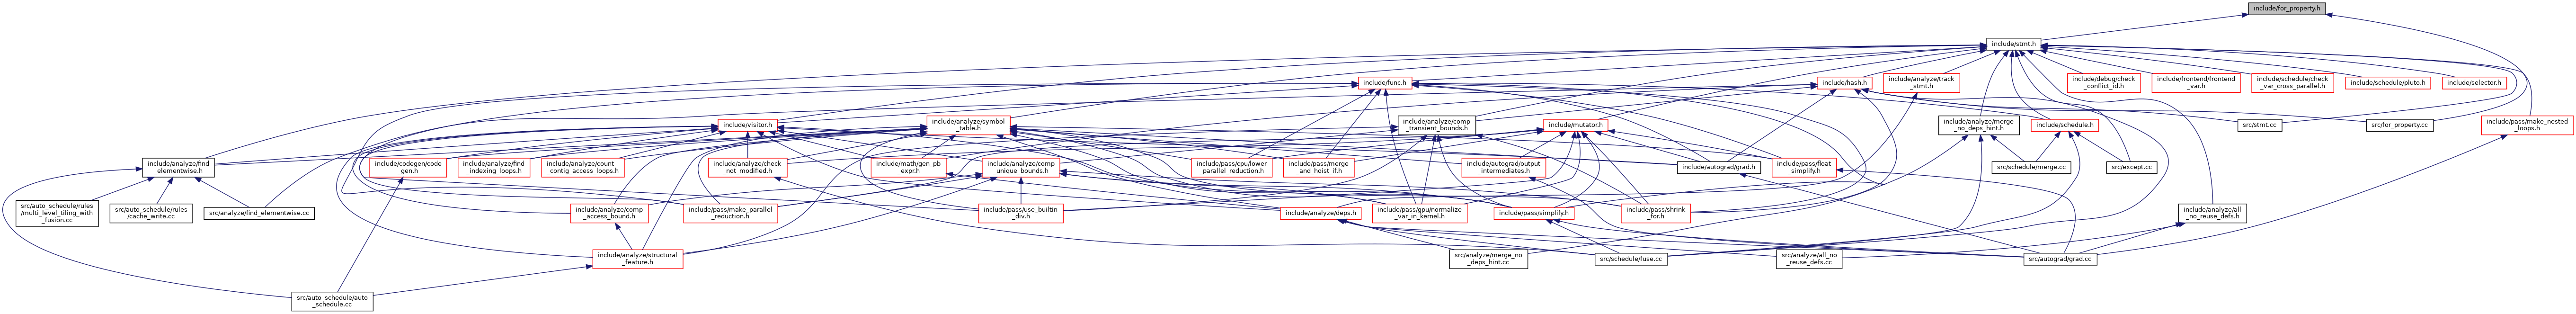 include/for_property.h
include/stmt.h
include/func.h
include/hash.h
include/analyze/track
_stmt.h
include/debug/check
_conflict_id.h
include/frontend/frontend
_var.h
include/schedule/check
_var_cross_parallel.h
include/schedule/pluto.h
include/selector.h
include/visitor.h
include/analyze/symbol
_table.h
include/analyze/comp
_transient_bounds.h
include/mutator.h
include/analyze/merge
_no_deps_hint.h
include/schedule.h
src/stmt.cc
src/for_property.cc
include/pass/make_nested
_loops.h
include/analyze/find
_elementwise.h
include/codegen/code
_gen.h
include/analyze/find
_indexing_loops.h
include/analyze/count
_contig_access_loops.h
include/analyze/check
_not_modified.h
include/math/gen_pb
_expr.h
include/analyze/comp
_unique_bounds.h
include/pass/cpu/lower
_parallel_reduction.h
include/pass/merge
_and_hoist_if.h
include/autograd/output
_intermediates.h
include/autograd/grad.h
include/pass/float
_simplify.h
src/schedule/merge.cc
src/except.cc
src/auto_schedule/rules
/multi_level_tiling_with
_fusion.cc
src/auto_schedule/rules
/cache_write.cc
src/analyze/find_elementwise.cc
include/analyze/comp
_access_bound.h
include/pass/make_parallel
_reduction.h
include/pass/use_builtin
_div.h
include/analyze/deps.h
include/pass/gpu/normalize
_var_in_kernel.h
include/pass/simplify.h
include/pass/shrink
_for.h
include/analyze/all
_no_reuse_defs.h
include/analyze/structural
_feature.h
src/analyze/merge_no
_deps_hint.cc
src/schedule/fuse.cc
src/analyze/all_no
_reuse_defs.cc
src/autograd/grad.cc
src/auto_schedule/auto
_schedule.cc